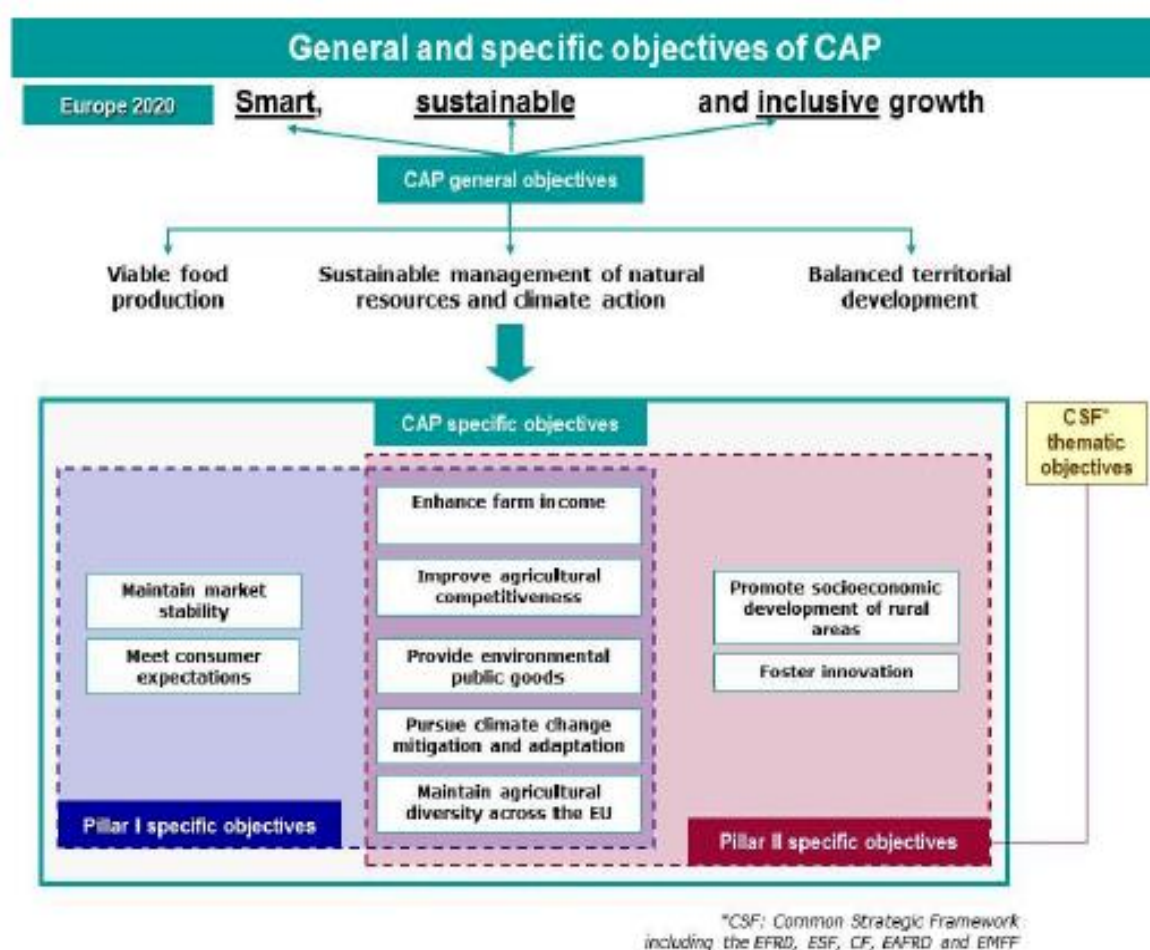 General and specific objectives of CAP
Europe 2020
Smart, sustainable and inclusive growth
CAP general objectives
Viable food
production
Sustainable management of natural
resources and climate action
Balanced territorial
development
CAP specific objectives
CSF*
thematic
objectives
Maintain market
stability
Meet consumer
expectations
Enhance farm income
Improve agricultural
competitiveness
Provide environmental
public goods
Pursue climate change
mitigation and adaptation
Maintain agricultural
diversity across the EU
Promote socioeconomic
development of rural
areas
Foster innovation
Pillar I specific objectives
Pillar II specific objectives
*CSF: Common Strategic Framework
including the EFRD, ESF, CF, EAFRD and EMFF